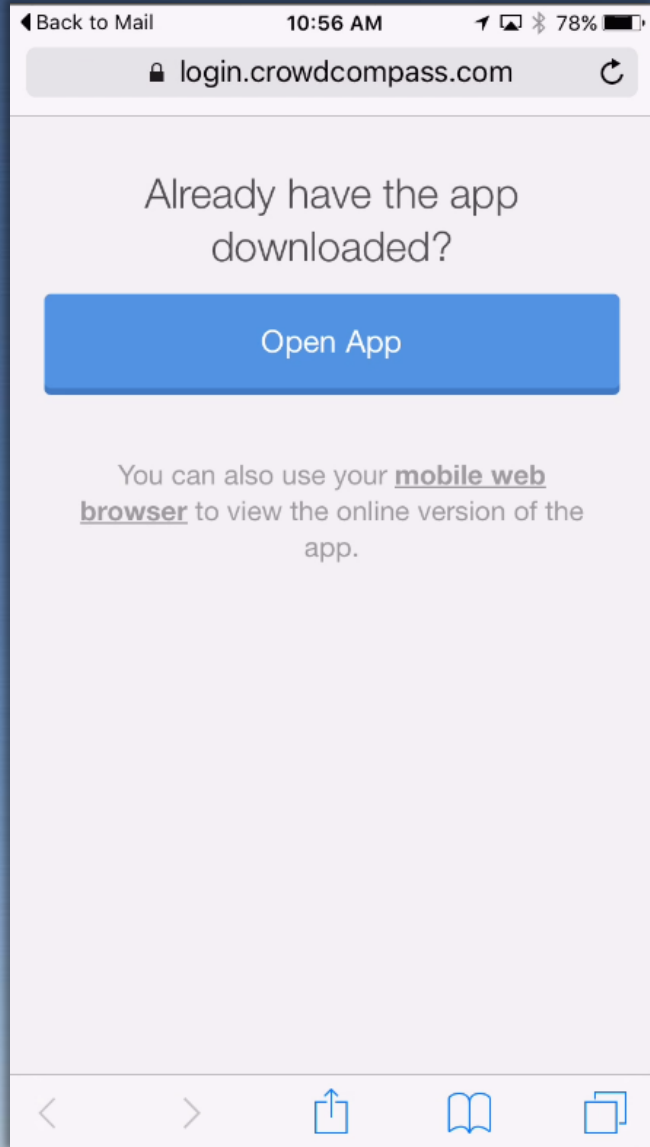 Back to Mail 10:56 AM 78%
login.crowdcompass.com
Already have the app
downloaded?
Open App
You can also use your mobile web
browser to view the online version of the
app.